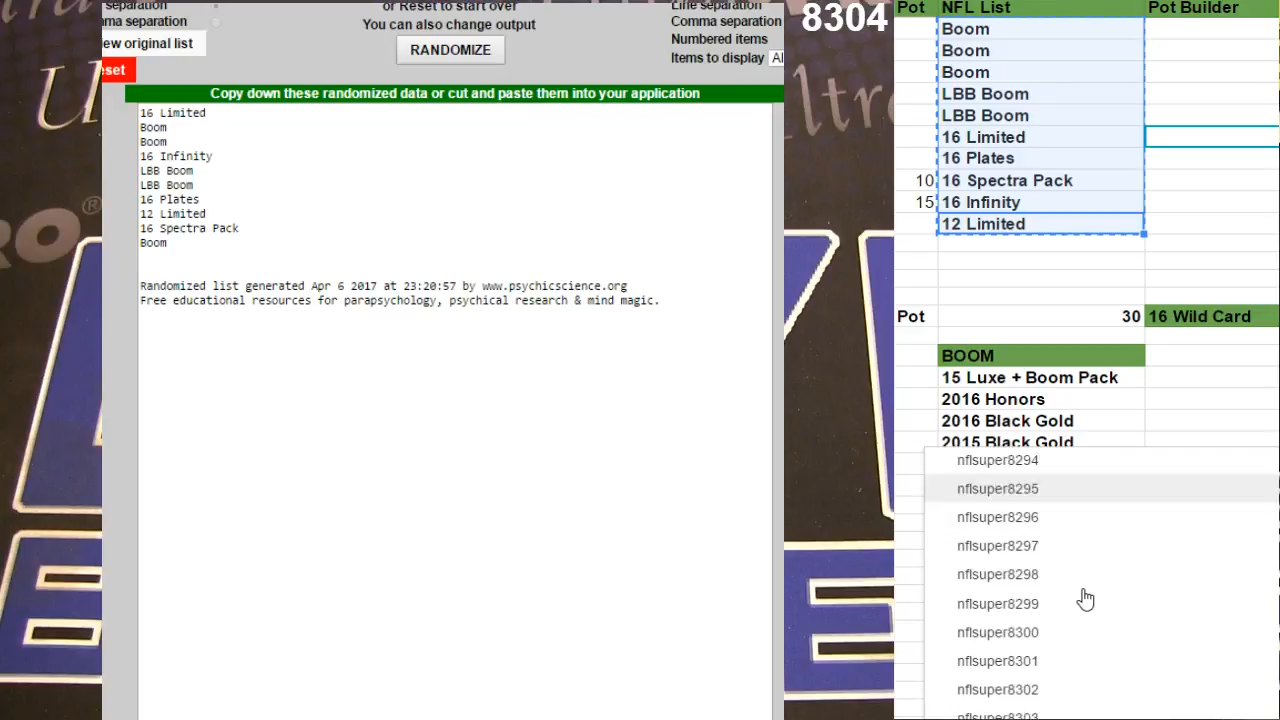 separation
mma separation
ew original list
eset
or Reset to start over
You can also change output
RANDOMIZE
Line separation
Comma separation
Numbered items
Items to display
Copy down these randomized data or cut and paste them into your application
16 Limited
Boom
Boom
16 Infinity
LBB Boom
LBB Boom
16 Plates
12 Limited
16 Spectra Pack
Boom
Randomized list generated Apr 6 2017 at 23:20:57 by www.psychicscience.org
Free educational resources for parapsychology, psychical research & mind magic.
8304
Pot NFL List Pot Builder
Boom
Boom
Boom
LBB Boom
LBB Boom
16 Limited
16 Plates
10 16 Spectra Pack
15 16 Infinity
12 Limited
Pot 30 16 Wild Card
BOOM
15 Luxe + Boom Pack
2016 Honors
2016 Black Gold
2015 Black Gold
nflsuper8294
nflsuper8295
nflsuper8296
nflsuper8297
nflsuper8298
nflsuper8299
nflsuper8300
nflsuper8301
nflsuper8302
nflsuper8303